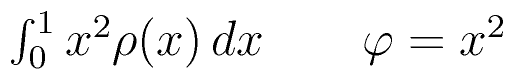 ∫₀¹ x²ρ(x) dx    φ = x²